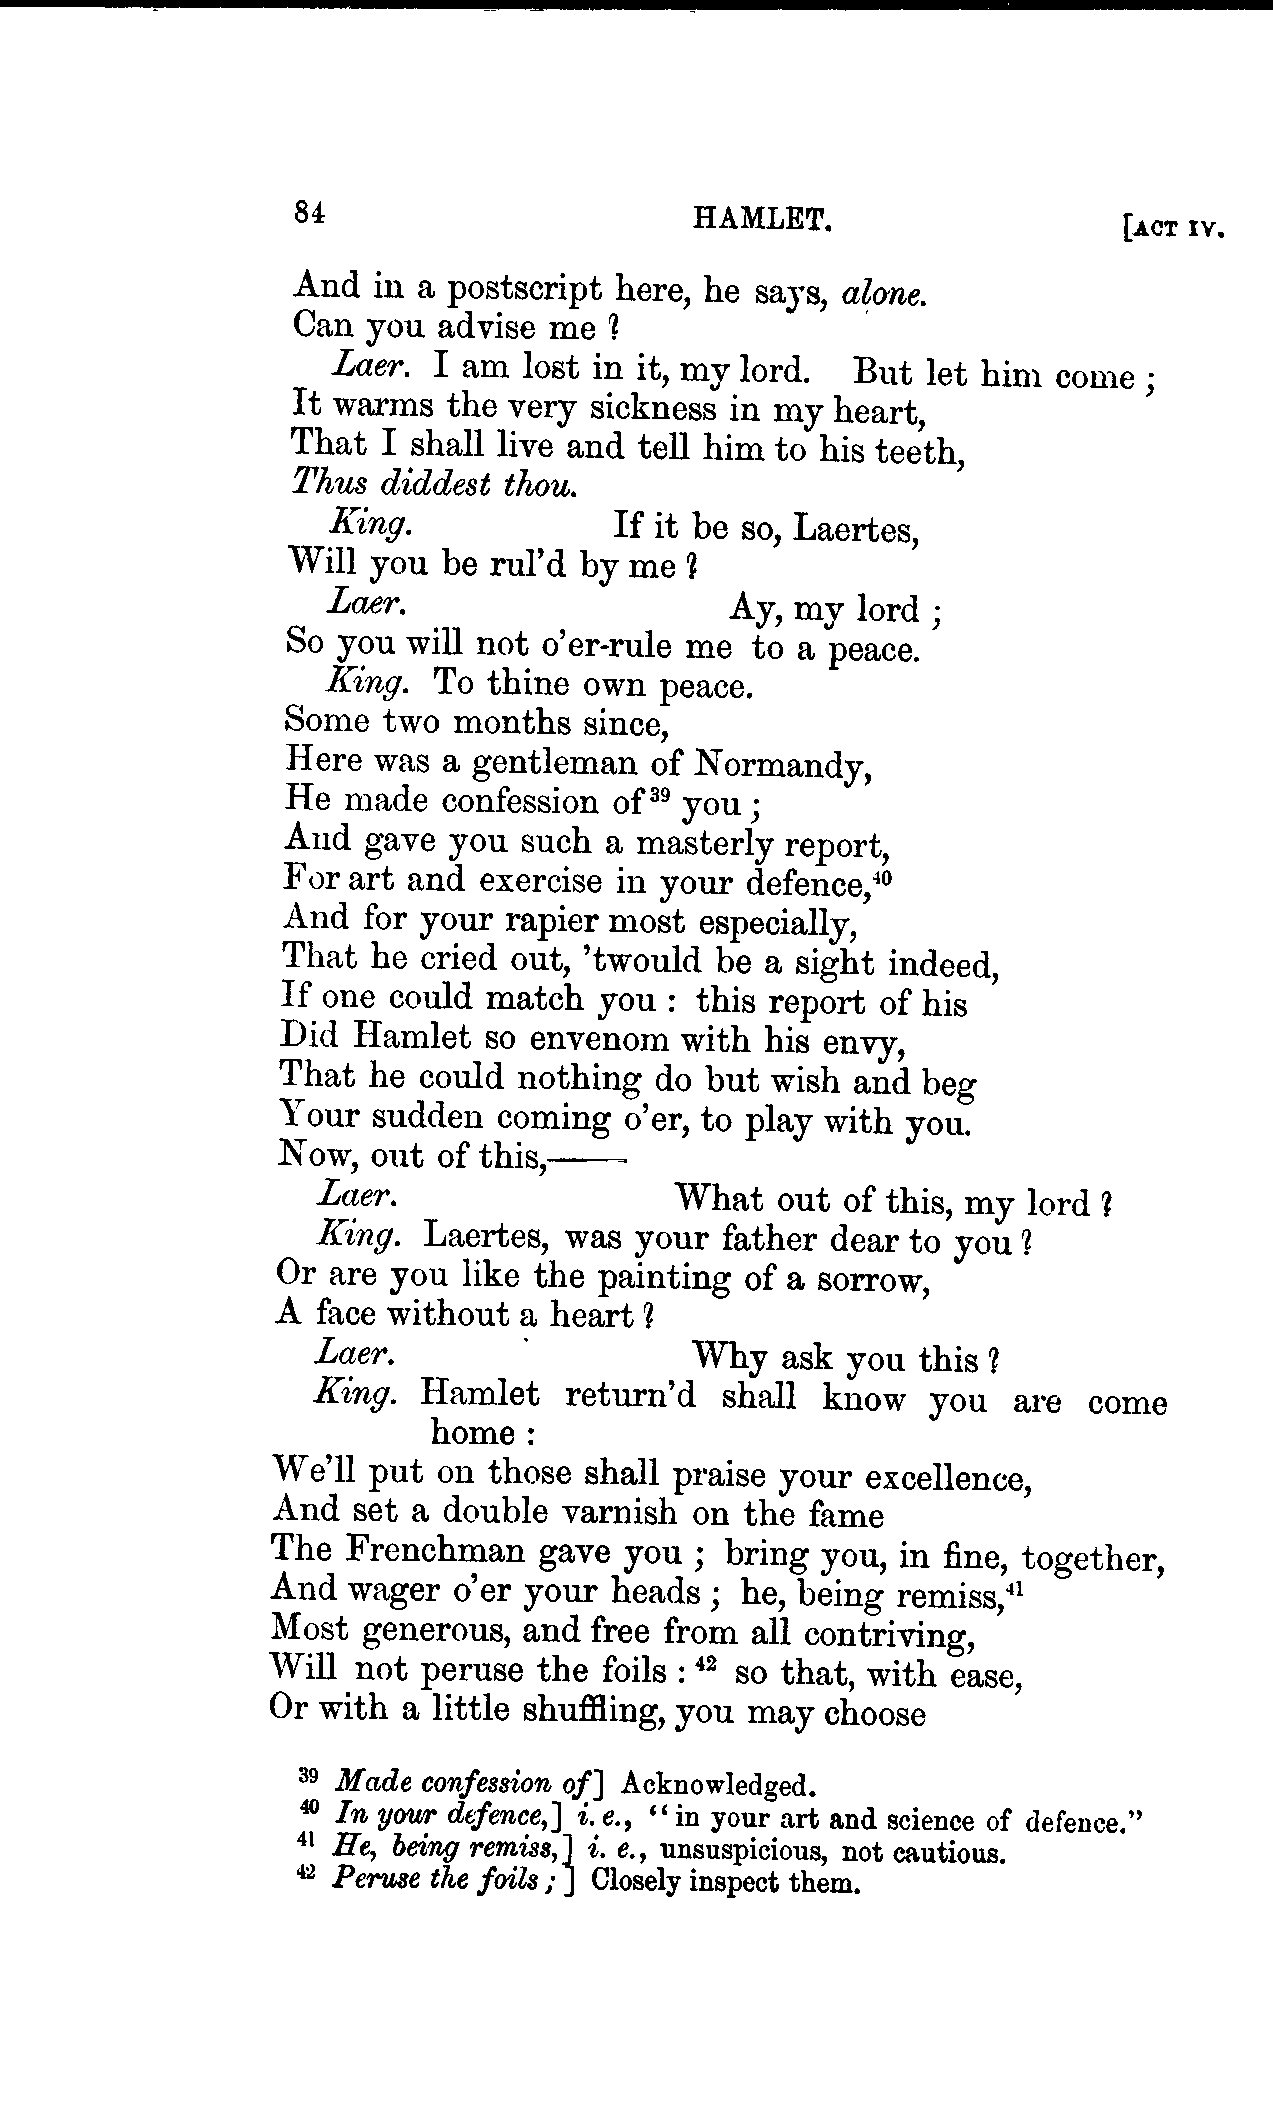 84 HAMLET. [ACT IV.
And in a postscript here, he says, alone.
Can you advise me?
Laer. I am lost in it, my lord. But let him come;
It warms the very sickness in my heart,
That I shall live and tell him to his teeth,
Thus diddest thou.
King. If it be so, Laertes,
Will you be rul'd by me?
Laer. Ay, my lord;
So you will not o'er-rule me to a peace.
King. To thine own peace.
Some two months since,
Here was a gentleman of Normandy,
He made confession of³⁹ you;
And gave you such a masterly report,
For art and exercise in your defence,⁴⁰
And for your rapier most especially,
That he cried out, 'twould be a sight indeed,
If one could match you: this report of his
Did Hamlet so envenom with his envy,
That he could nothing do but wish and beg
Your sudden coming o'er, to play with you.
Now, out of this,——
Laer. What out of this, my lord?
King. Laertes, was your father dear to you?
Or are you like the painting of a sorrow,
A face without a heart?
Laer. Why ask you this?
King. Hamlet return'd shall know you are come
home:
We'll put on those shall praise your excellence,
And set a double varnish on the fame
The Frenchman gave you; bring you, in fine, together,
And wager o'er your heads; he, being remiss,⁴¹
Most generous, and free from all contriving,
Will not peruse the foils:⁴² so that, with ease,
Or with a little shuffling, you may choose
³⁹ Made confession of] Acknowledged.
⁴⁰ In your defence,] i. e., "in your art and science of defence."
⁴¹ He, being remiss,] i. e., unsuspicious, not cautious.
⁴² Peruse the foils;] Closely inspect them.